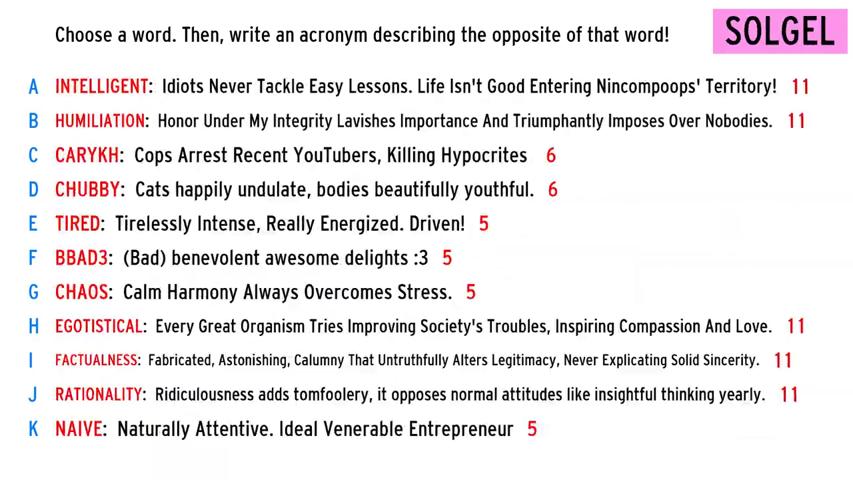 Choose a word. Then, write an acronym describing the opposite of that word!
SOLGEL
A INTELLIGENT: Idiots Never Tackle Easy Lessons. Life Isn't Good Entering Nincompoops' Territory! 11
B HUMILIATION: Honor Under My Integrity Lavishes Importance And Triumphantly Imposes Over Nobodies. 11
C CARYKH: Cops Arrest Recent YouTubers, Killing Hypocrites 6
D CHUBBY: Cats happily undulate, bodies beautifully youthful. 6
E TIRED: Tirelessly Intense, Really Energized. Driven! 5
F BBAD3: (Bad) benevolent awesome delights :3 5
G CHAOS: Calm Harmony Always Overcomes Stress. 5
H EGOTISTICAL: Every Great Organism Tries Improving Society's Troubles, Inspiring Compassion And Love. 11
I FACTUALNESS: Fabricated, Astonishing, Calumny That Untruthfully Alters Legitimacy, Never Explicating Solid Sincerity. 11
J RATIONALITY: Ridiculousness adds tomfoolery, it opposes normal attitudes like insightful thinking yearly. 11
K NAIVE: Naturally Attentive. Ideal Venerable Entrepreneur 5